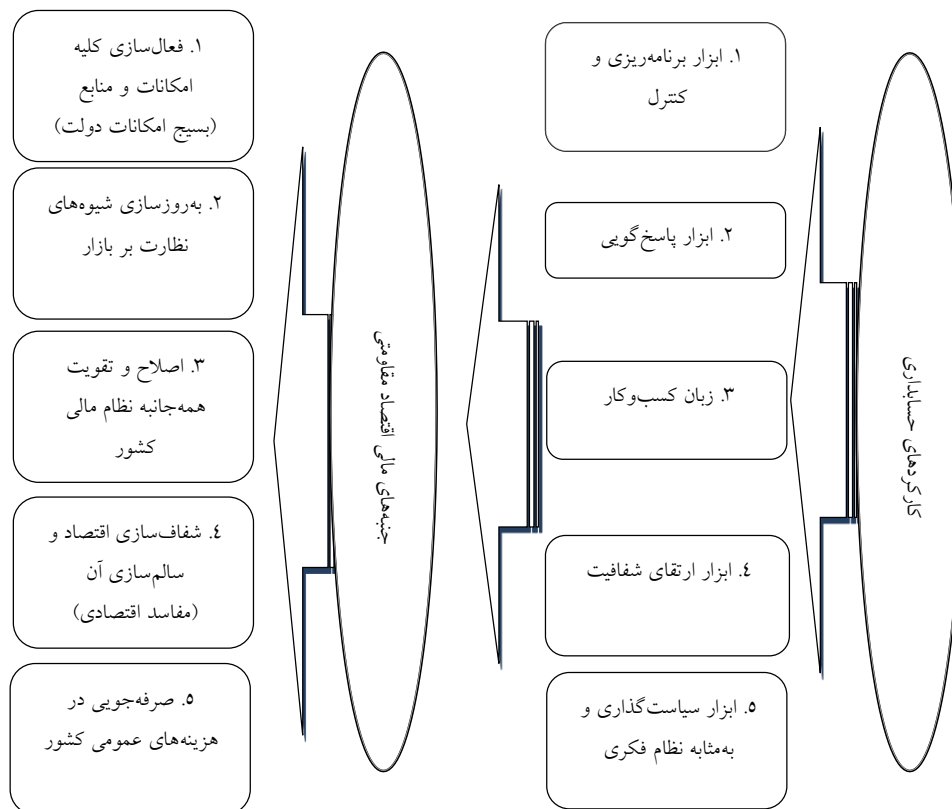 کارکردهای حسابداری
۱. ابزار برنامه‌ریزی و
کنترل
۲. ابزار پاسخ‌گویی
۳. زبان کسب‌وکار
۴. ابزار ارتقای شفافیت
۵. ابزار سیاست‌گذاری و
به‌مثابه نظام فکری
جنبه‌های مالی اقتصاد مقاومتی
۱. فعال‌سازی کلیه
امکانات و منابع
(بسیج امکانات دولت)
۲. به‌روزسازی شیوه‌های
نظارت بر بازار
۳. اصلاح و تقویت
همه‌جانبه نظام مالی
کشور
۴. شفاف‌سازی اقتصاد و
سالم‌سازی آن
(مفاسد اقتصادی)
۵. صرفه‌جویی در
هزینه‌های عمومی کشور